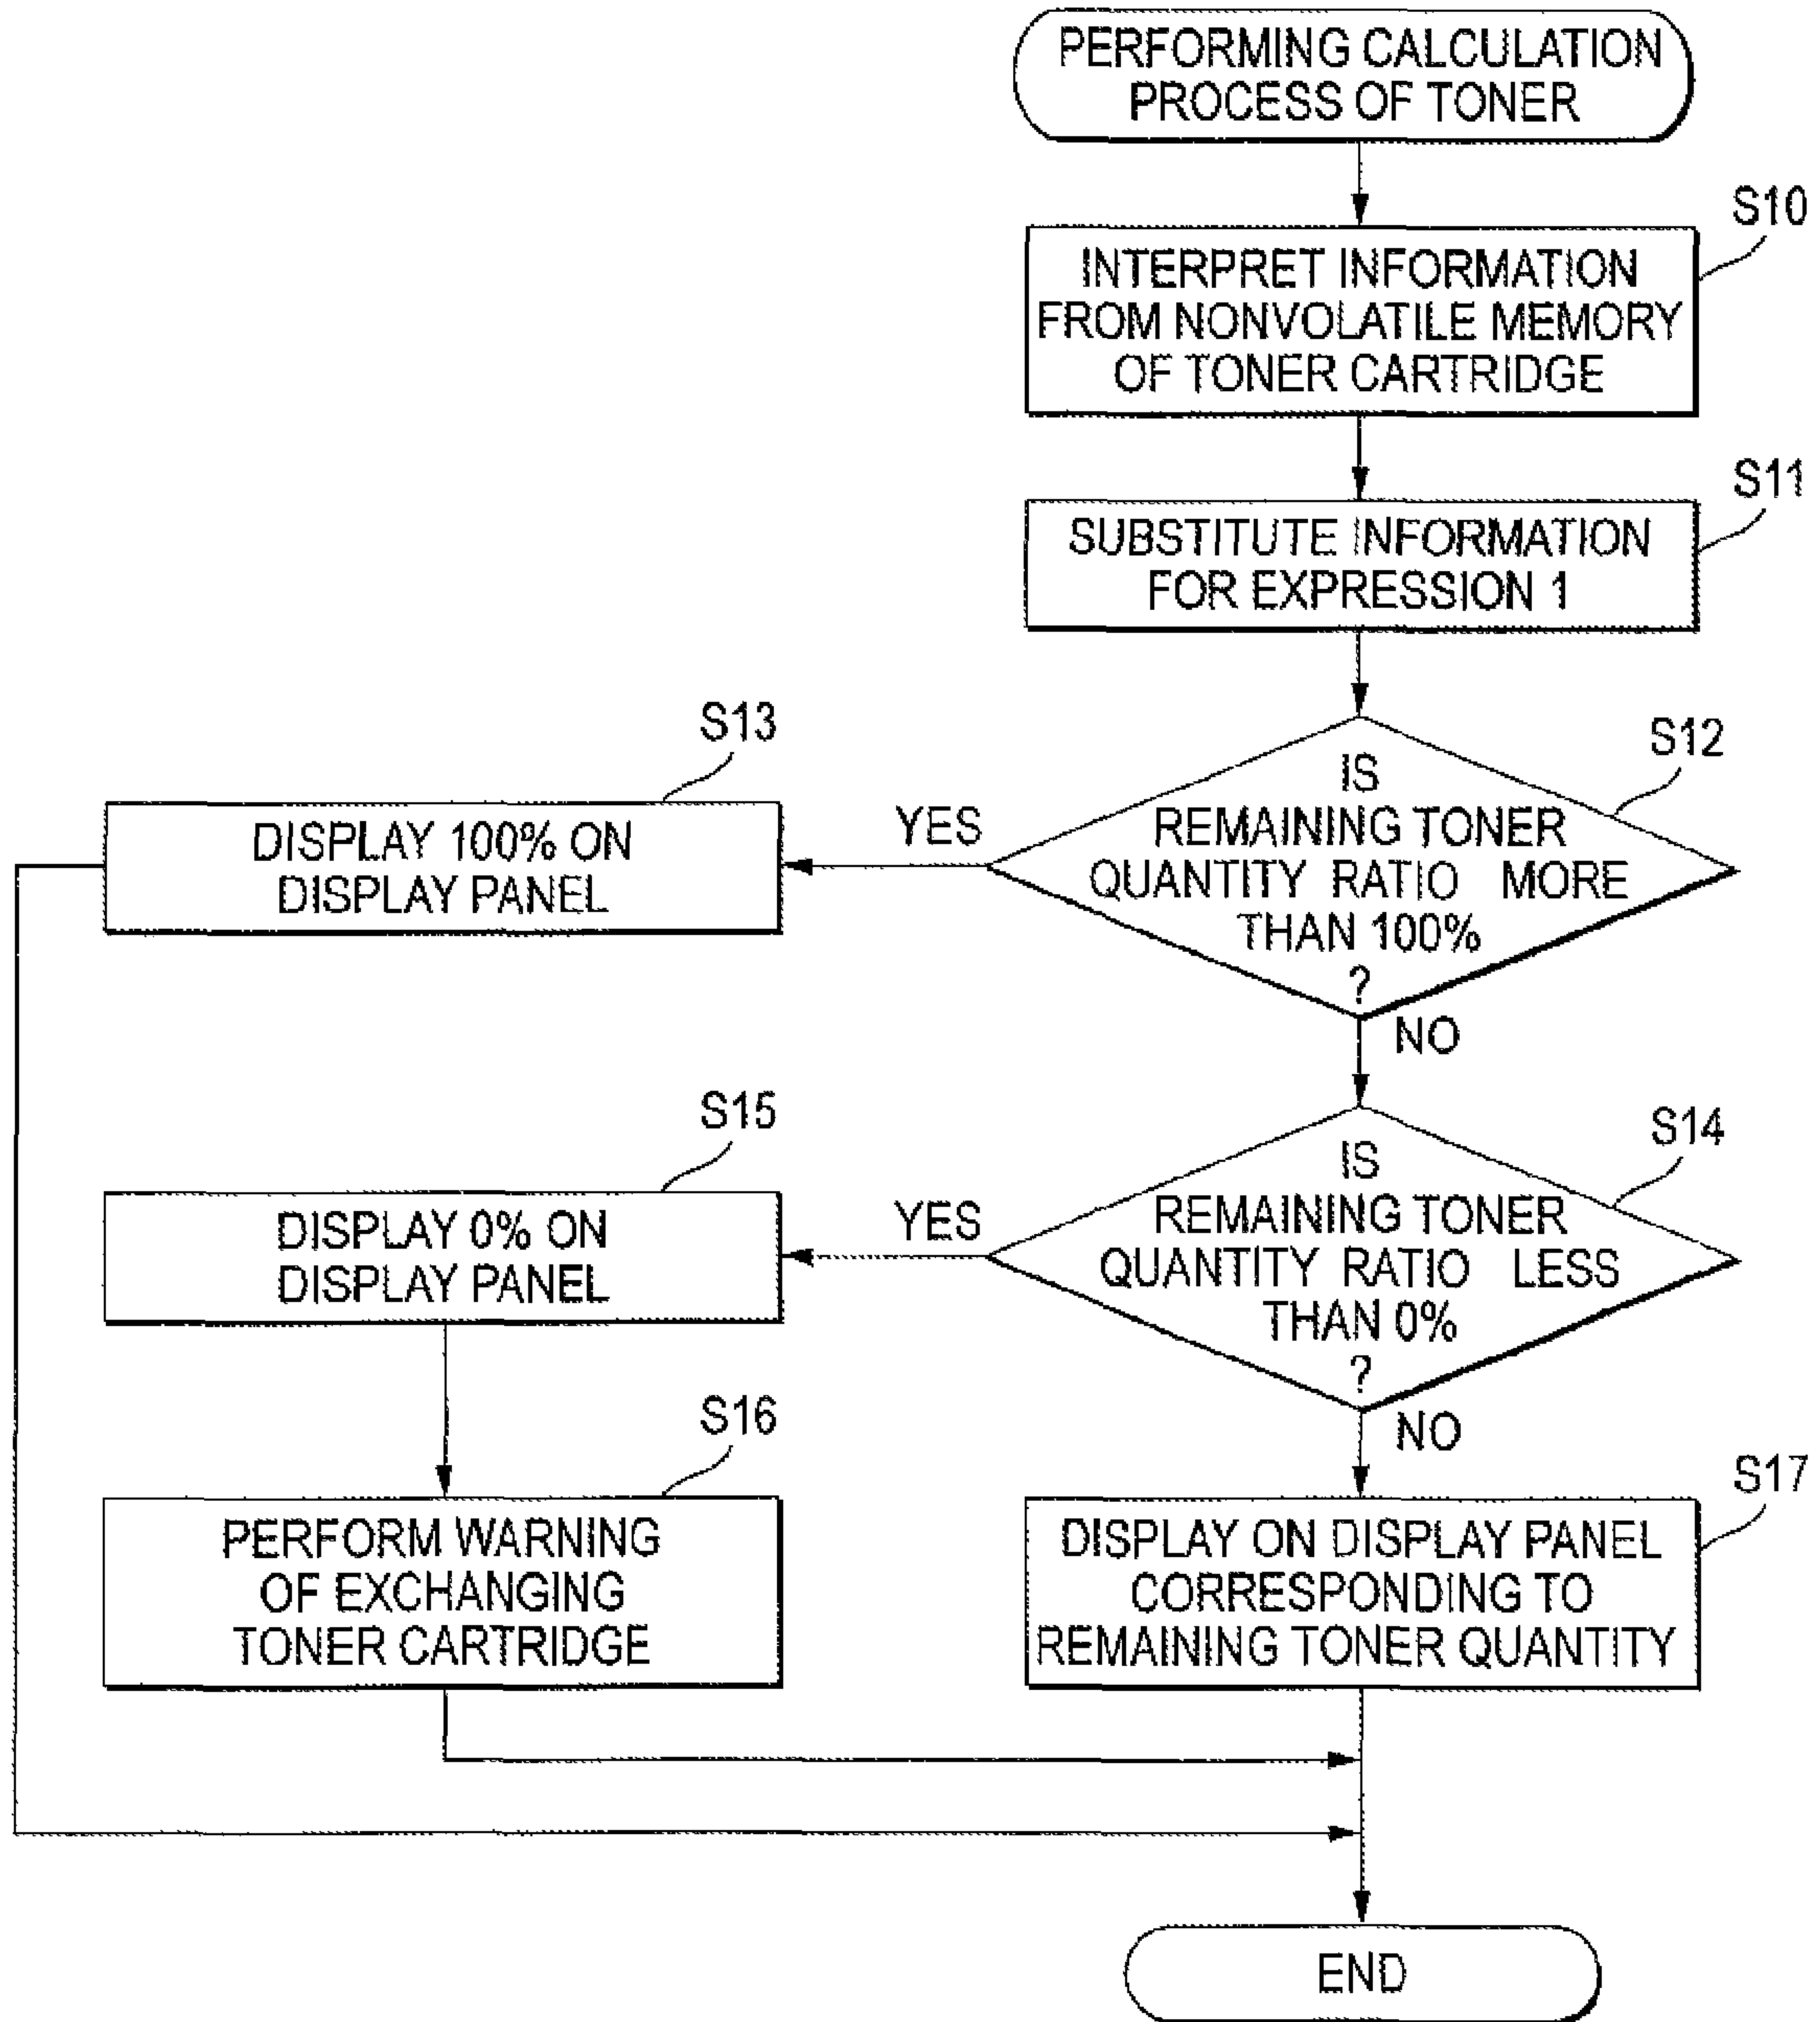 PERFORMING CALCULATION
PROCESS OF TONER
S10
INTERPRET INFORMATION
FROM NONVOLATILE MEMORY
OF TONER CARTRIDGE
S11
SUBSTITUTE INFORMATION
FOR EXPRESSION 1
S12
IS
REMAINING TONER
QUANTITY RATIO MORE
THAN 100%
?
YES
NO
S13
DISPLAY 100% ON
DISPLAY PANEL
S14
IS
REMAINING TONER
QUANTITY RATIO LESS
THAN 0%
?
YES
NO
S15
DISPLAY 0% ON
DISPLAY PANEL
S16
PERFORM WARNING
OF EXCHANGING
TONER CARTRIDGE
S17
DISPLAY ON DISPLAY PANEL
CORRESPONDING TO
REMAINING TONER QUANTITY
END